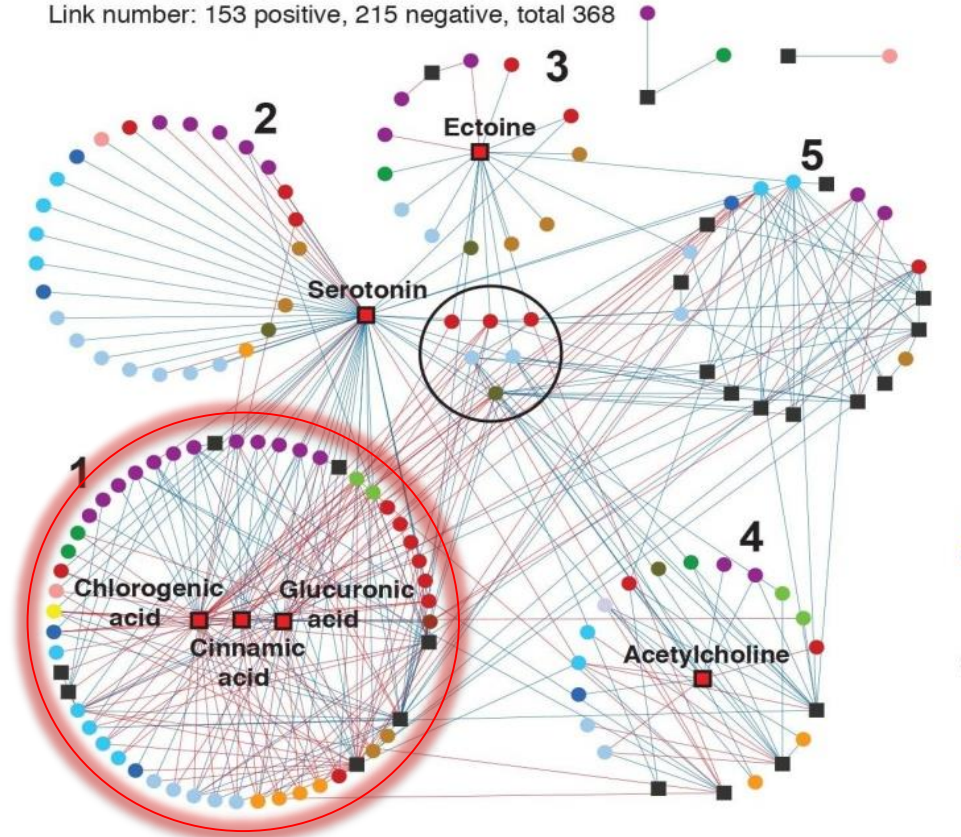 Link number: 153 positive, 215 negative, total 368
3
2
Ectoine
5
Serotonin
1
4
Chlorogenic
acid
Glucuronic
acid
Cinnamic
acid
Acetylcholine